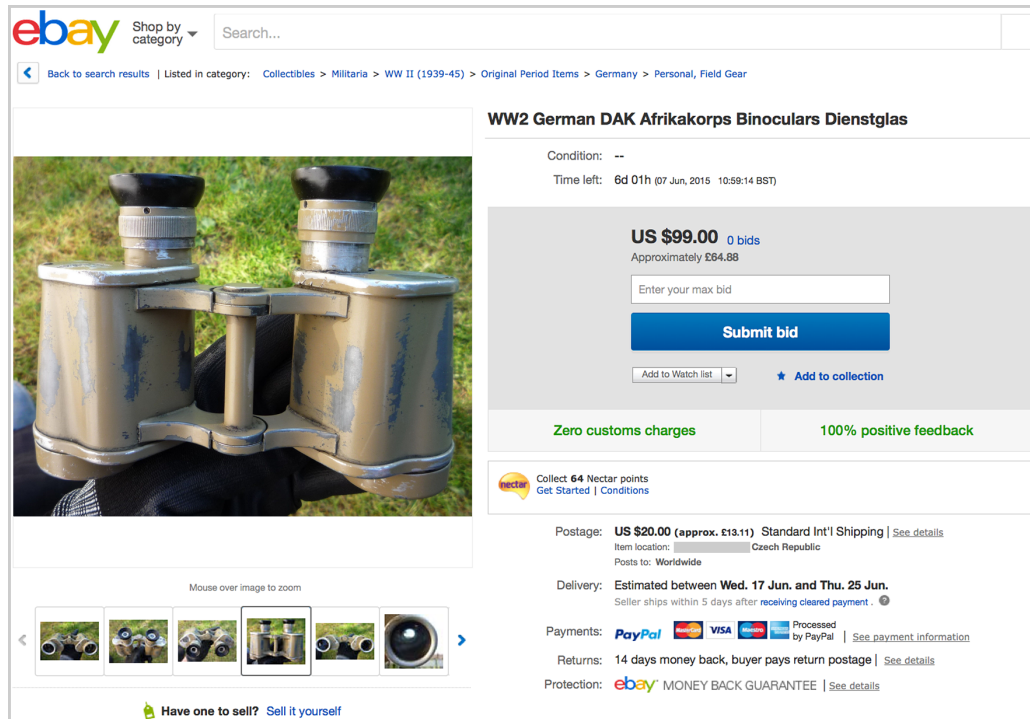 ebay
Shop by
category
Search...
Back to search results | Listed in category: Collectibles > Militaria > WW II (1939-45) > Original Period Items > Germany > Personal, Field Gear
WW2 German DAK Afrikakorps Binoculars Dienstglas
Condition: --
Time left: 6d 01h (07 Jun, 2015 10:59:14 BST)
US $99.00 0 bids
Approximately £64.88
Enter your max bid
Submit bid
Add to Watch list
Add to collection
Zero customs charges
100% positive feedback
nectar
Collect 64 Nectar points
Get Started | Conditions
Postage: US $20.00 (approx. £13.11) Standard Int'l Shipping | See details
Item location: Czech Republic
Posts to: Worldwide
Delivery: Estimated between Wed. 17 Jun. and Thu. 25 Jun.
Seller ships within 5 days after receiving cleared payment . ?
Payments: PayPal MasterCard VISA Maestro Processed
by PayPal | See payment information
Returns: 14 days money back, buyer pays return postage | See details
Protection: ebay MONEY BACK GUARANTEE | See details
Mouse over image to zoom
Have one to sell? Sell it yourself